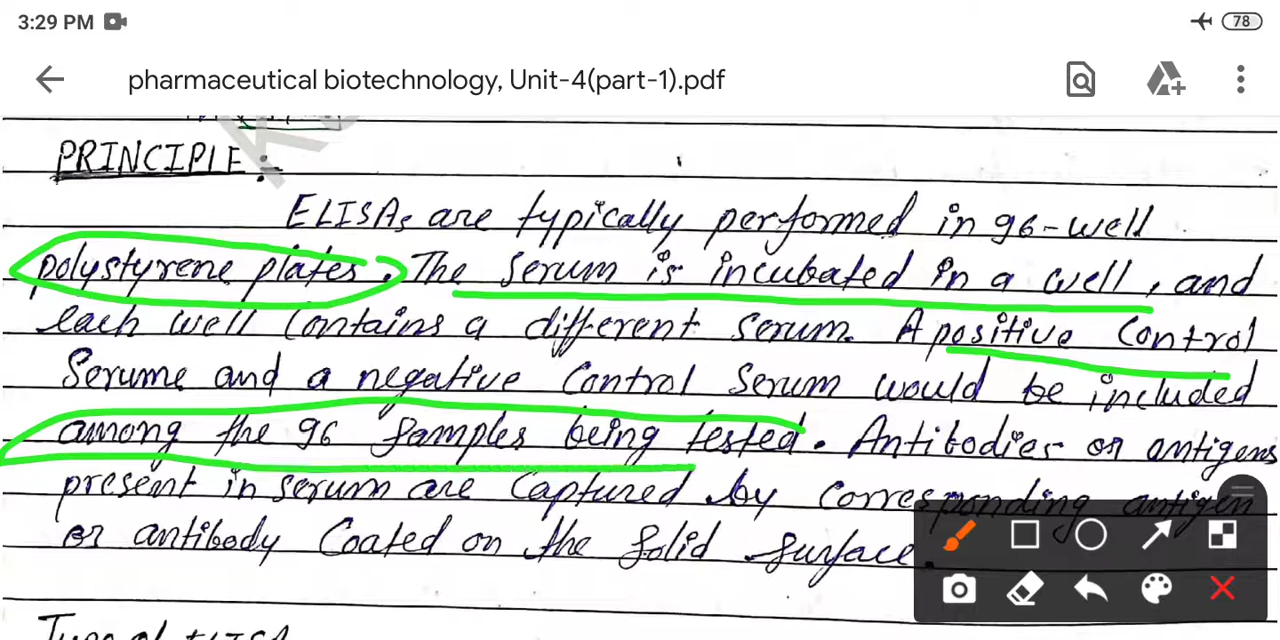 3:29 PM
78
pharmaceutical biotechnology, Unit-4(part-1).pdf
PRINCIPLE:
ELISAs are typically performed in 96-well
polystyrene plates. The serum is incubated in a well, and
each well contains a different serum. A positive control
Serume and a negative control serum would be included
among the 96 samples being tested. Antibodies or antigens
present in serum are captured by corresponding antigen
or antibody coated on the solid surface.
Type of ELISA